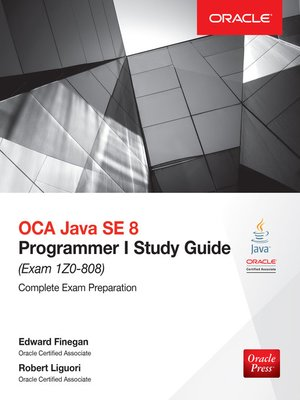 ORACLE
OCA Java SE 8
Programmer I Study Guide
(Exam 1Z0-808)
Complete Exam Preparation
Java
ORACLE
Certified Associate
Edward Finegan
Oracle Certified Associate
Robert Liguori
Oracle Certified Associate
Oracle
Press